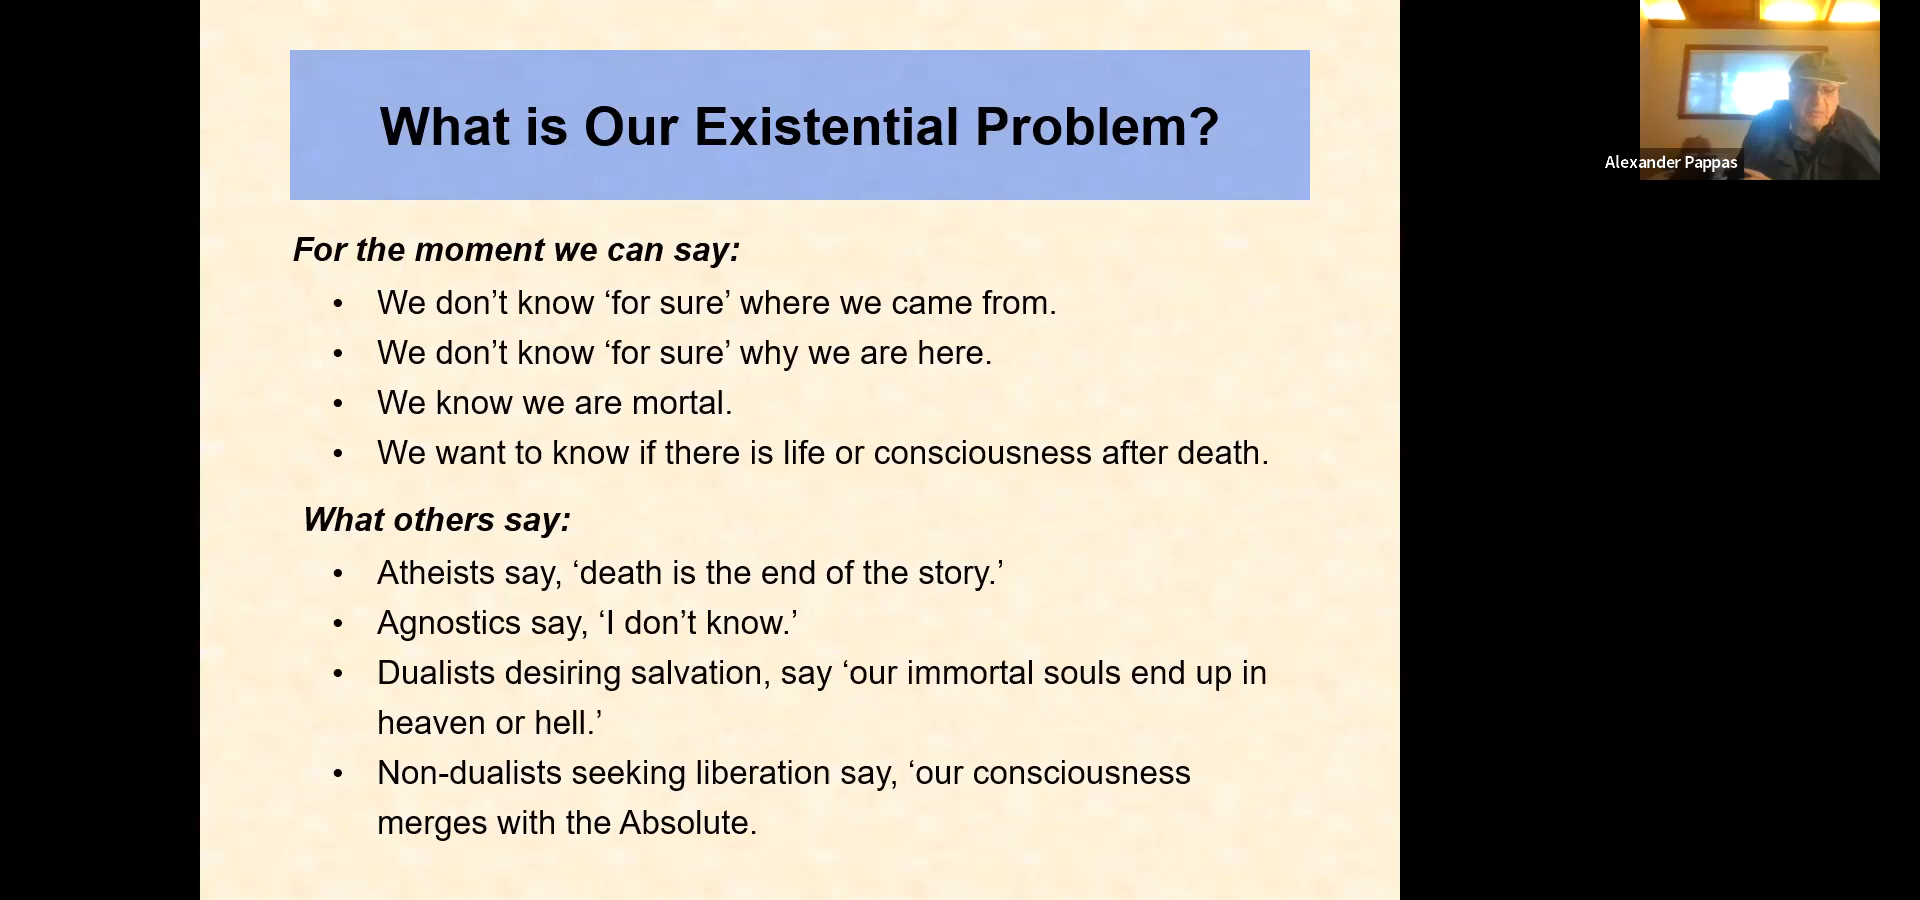 What is Our Existential Problem?
For the moment we can say:
• We don’t know ‘for sure’ where we came from.
• We don’t know ‘for sure’ why we are here.
• We know we are mortal.
• We want to know if there is life or consciousness after death.
What others say:
• Atheists say, ‘death is the end of the story.’
• Agnostics say, ‘I don’t know.’
• Dualists desiring salvation, say ‘our immortal souls end up in
heaven or hell.’
• Non-dualists seeking liberation say, ‘our consciousness
merges with the Absolute.
Alexander Pappas